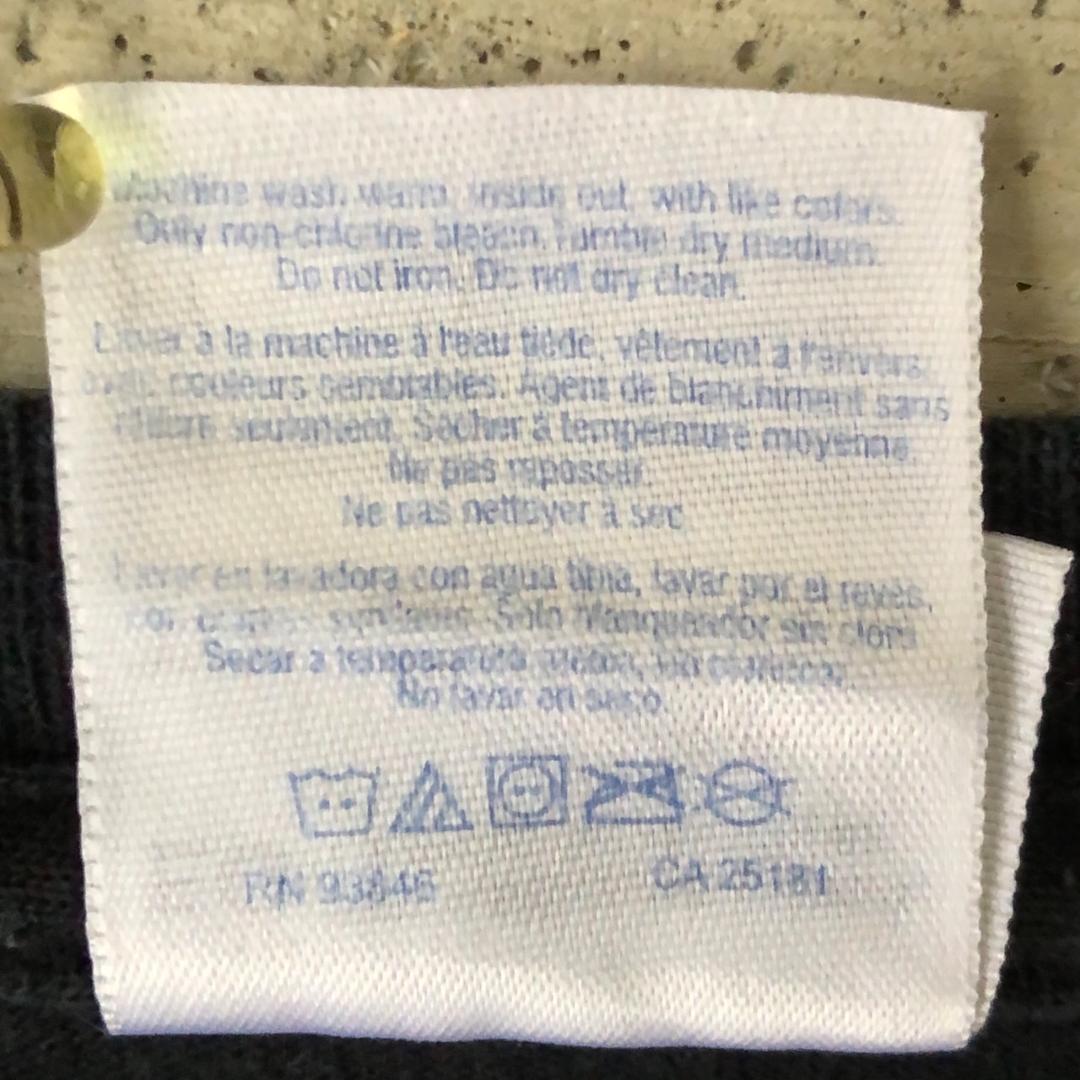 Machine wash warm, inside out, with like colors.
Only non-chlorine bleach. Tumble dry medium.
Do not iron. Do not dry clean.
Laver à la machine à l'eau tiède, vêtement à l'envers,
avec couleurs semblables. Agent de blanchiment sans
chlore seulement. Sécher à température moyenne.
Ne pas repasser.
Ne pas nettoyer à sec.
Lavar en lavadora con agua tibia, lavar por el revés,
con colores similares. Solo blanqueador sin cloro.
Secar a temperatura media, no planchar.
No lavar en seco.
RN 93846 CA 25181